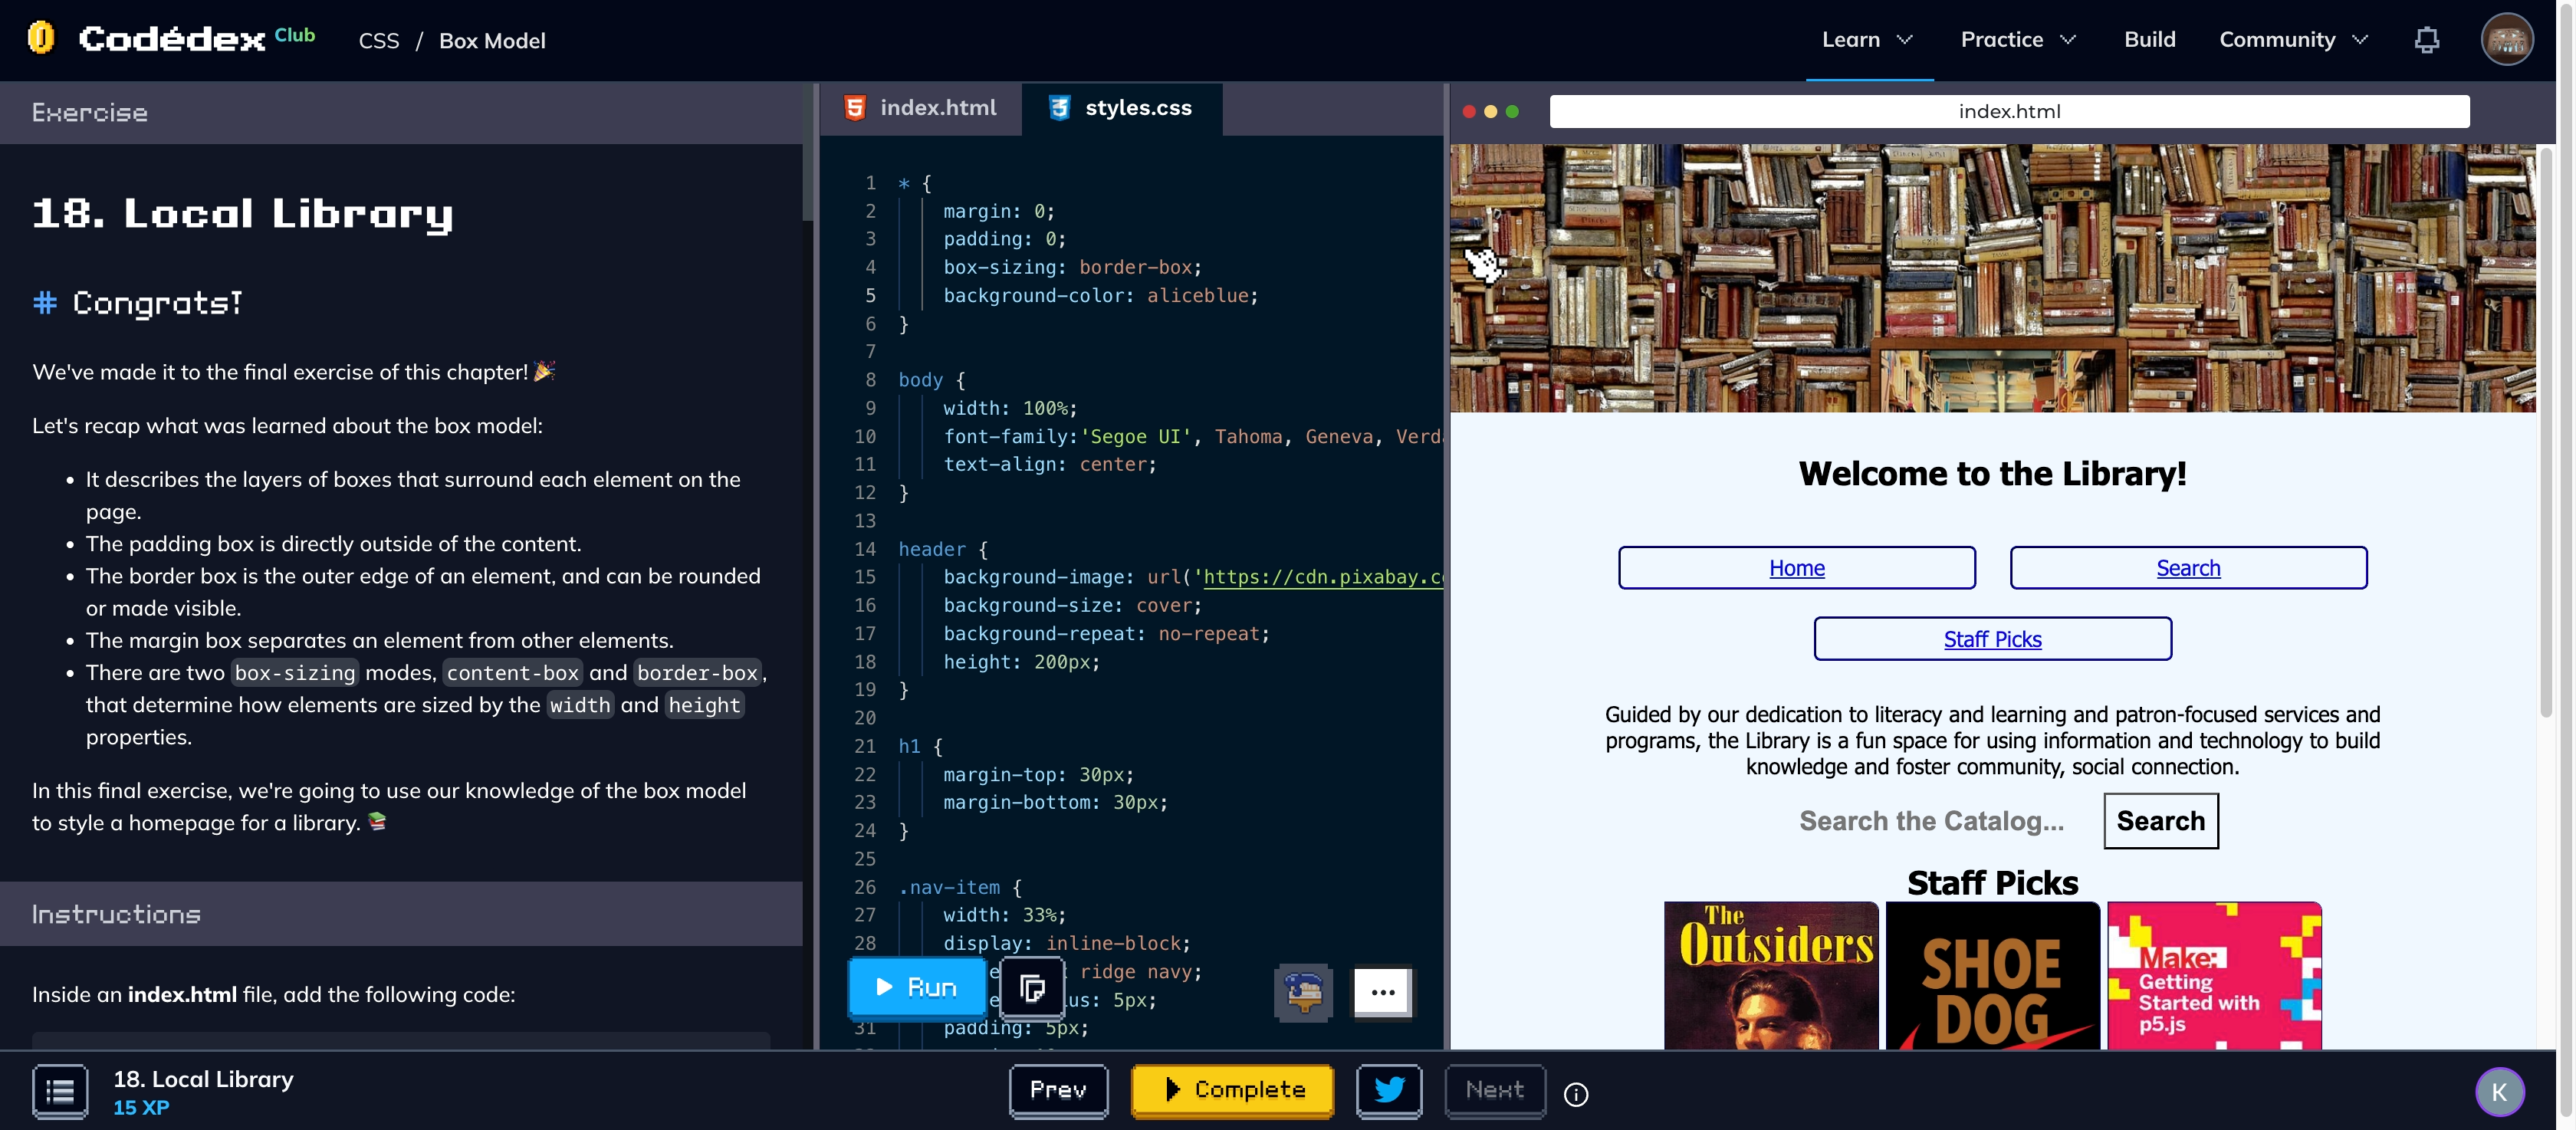 Codédex Club
CSS / Box Model
Learn
Practice
Build
Community
Exercise
18. Local Library
# Congrats!
We've made it to the final exercise of this chapter! 🎉
Let's recap what was learned about the box model:
• It describes the layers of boxes that surround each element on the
page.
• The padding box is directly outside of the content.
• The border box is the outer edge of an element, and can be rounded
or made visible.
• The margin box separates an element from other elements.
• There are two box-sizing modes, content-box and border-box,
that determine how elements are sized by the width and height
properties.
In this final exercise, we're going to use our knowledge of the box model
to style a homepage for a library. 📚
Instructions
Inside an index.html file, add the following code:
index.html
styles.css
1 * {
2 margin: 0;
3 padding: 0;
4 box-sizing: border-box;
5 background-color: aliceblue;
6 }
7
8 body {
9 width: 100%;
10 font-family:'Segoe UI', Tahoma, Geneva, Verd
11 text-align: center;
12 }
13
14 header {
15 background-image: url('https://cdn.pixabay.c
16 background-size: cover;
17 background-repeat: no-repeat;
18 height: 200px;
19 }
20
21 h1 {
22 margin-top: 30px;
23 margin-bottom: 30px;
24 }
25
26 .nav-item {
27 width: 33%;
28 display: inline-block;
ridge navy;
us: 5px;
31 padding: 5px;
Run
index.html
Welcome to the Library!
Home
Search
Staff Picks
Guided by our dedication to literacy and learning and patron-focused services and
programs, the Library is a fun space for using information and technology to build
knowledge and foster community, social connection.
Search the Catalog...
Search
Staff Picks
The
Outsiders
SHOE
DOG
Make:
Getting
Started with
p5.js
18. Local Library
15 XP
Prev
Complete
Next
K